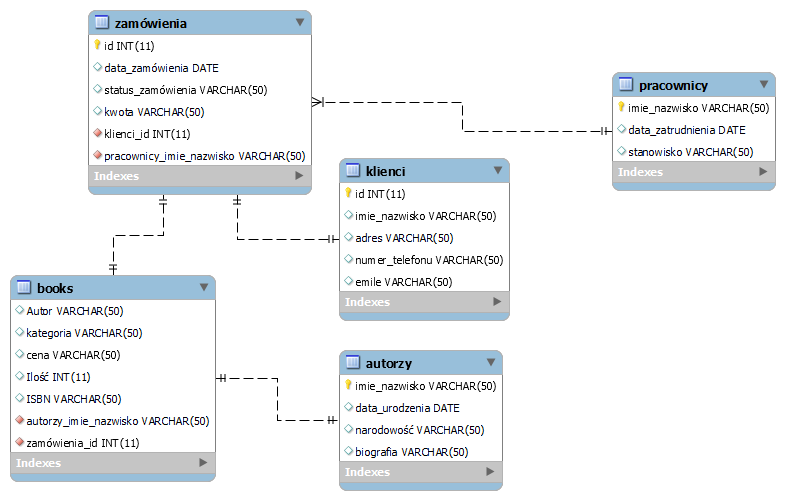 zamówienia
id INT(11)
data_zamówienia DATE
status_zamówienia VARCHAR(50)
kwota VARCHAR(50)
klienci_id INT(11)
pracownicy_imie_nazwisko VARCHAR(50)
Indexes
pracownicy
imie_nazwisko VARCHAR(50)
data_zatrudnienia DATE
stanowisko VARCHAR(50)
Indexes
klienci
id INT(11)
imie_nazwisko VARCHAR(50)
adres VARCHAR(50)
numer_telefonu VARCHAR(50)
emile VARCHAR(50)
Indexes
books
Autor VARCHAR(50)
kategoria VARCHAR(50)
cena VARCHAR(50)
Ilość INT(11)
ISBN VARCHAR(50)
autorzy_imie_nazwisko VARCHAR(50)
zamówienia_id INT(11)
Indexes
autorzy
imie_nazwisko VARCHAR(50)
data_urodzenia DATE
narodowość VARCHAR(50)
biografia VARCHAR(50)
Indexes